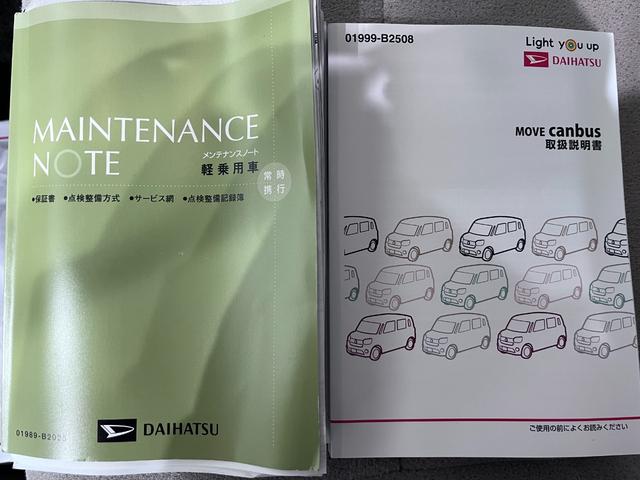 MAINTENANCE
NOTE
メンテナンスノート
軽乗用車
常時
携行
•保証書 •点検整備方式 •サービス網 •点検整備記録簿
DAIHATSU
01999-B2508
Light you up
DAIHATSU
MOVE canbus
取扱説明書
ご使用の前によくお読みください